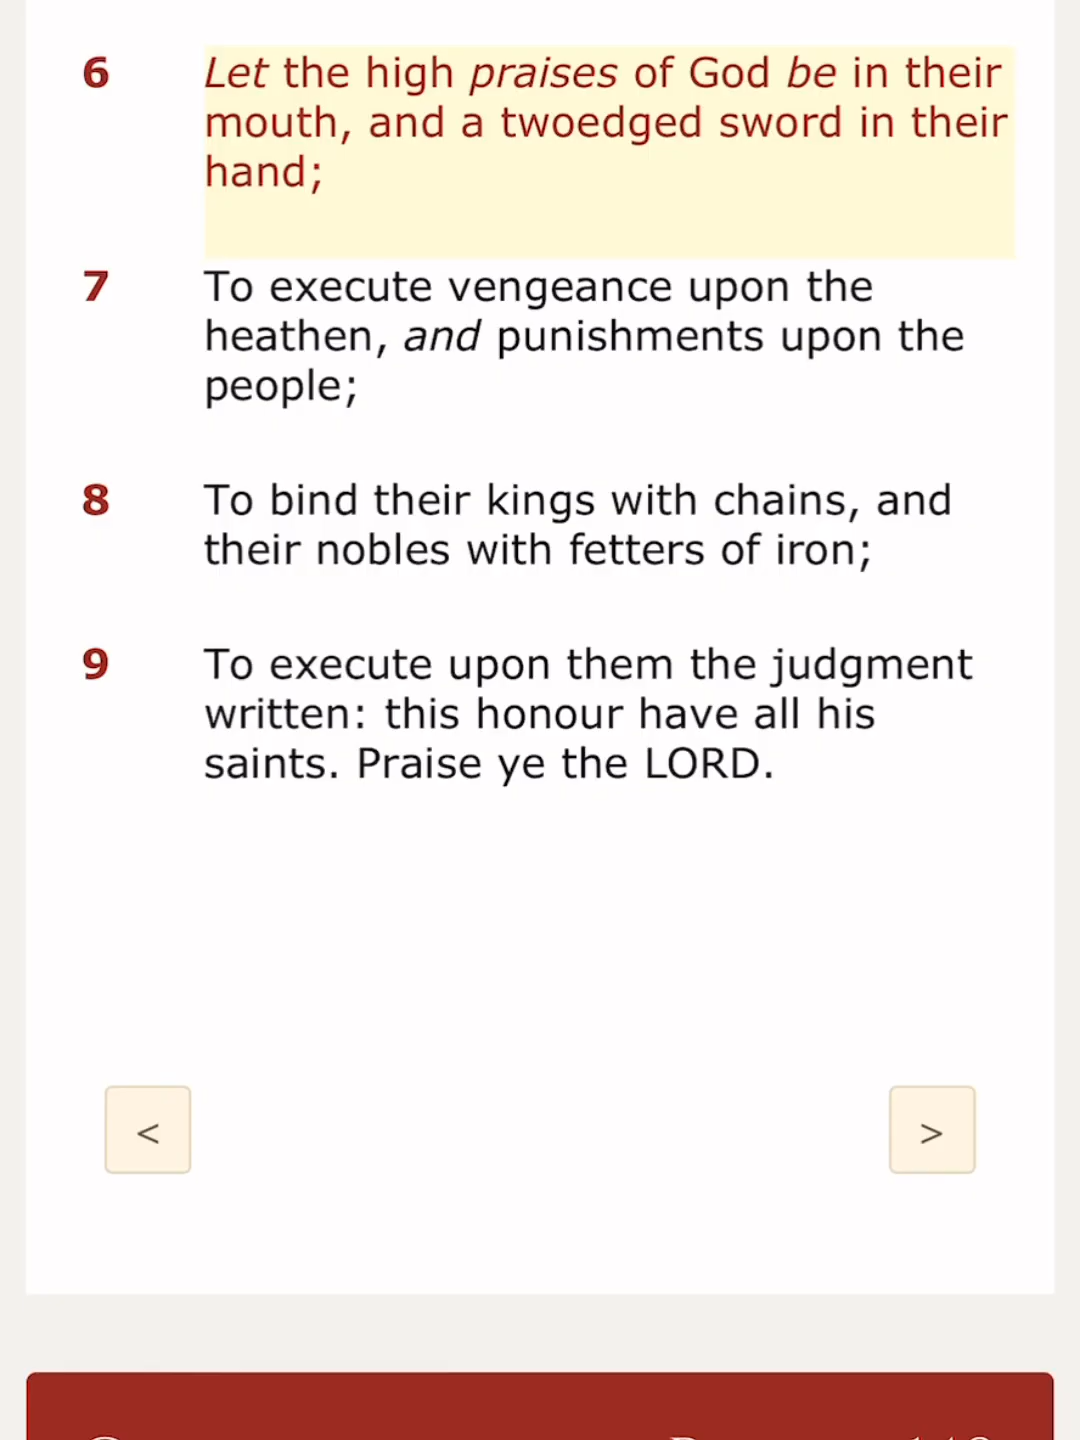 6 Let the high praises of God be in their
mouth, and a twoedged sword in their
hand;
7 To execute vengeance upon the
heathen, and punishments upon the
people;
8 To bind their kings with chains, and
their nobles with fetters of iron;
9 To execute upon them the judgment
written: this honour have all his
saints. Praise ye the LORD.
< >